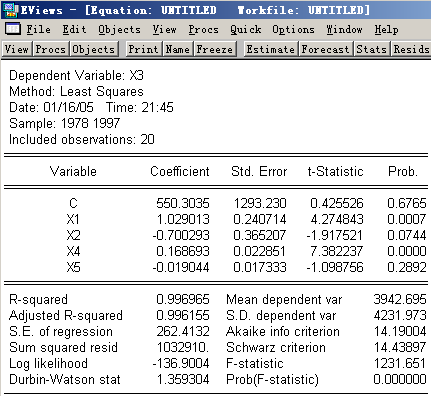 EViews - [Equation: UNTITLED   Workfile: UNTITLED]
File Edit Objects View Procs Quick Options Window Help
View Procs Objects Print Name Freeze Estimate Forecast Stats Resids
Dependent Variable: X3
Method: Least Squares
Date: 01/16/05   Time: 21:45
Sample: 1978 1997
Included observations: 20
Variable Coefficient Std. Error t-Statistic Prob.
C 550.3035 1293.230 0.425526 0.6765
X1 1.029013 0.240714 4.274843 0.0007
X2 -0.700293 0.365207 -1.917521 0.0744
X4 0.168693 0.022851 7.382237 0.0000
X5 -0.019044 0.017333 -1.098756 0.2892
R-squared 0.996965 Mean dependent var 3942.695
Adjusted R-squared 0.996155 S.D. dependent var 4231.973
S.E. of regression 262.4132 Akaike info criterion 14.19004
Sum squared resid 1032910. Schwarz criterion 14.43897
Log likelihood -136.9004 F-statistic 1231.651
Durbin-Watson stat 1.359304 Prob(F-statistic) 0.000000